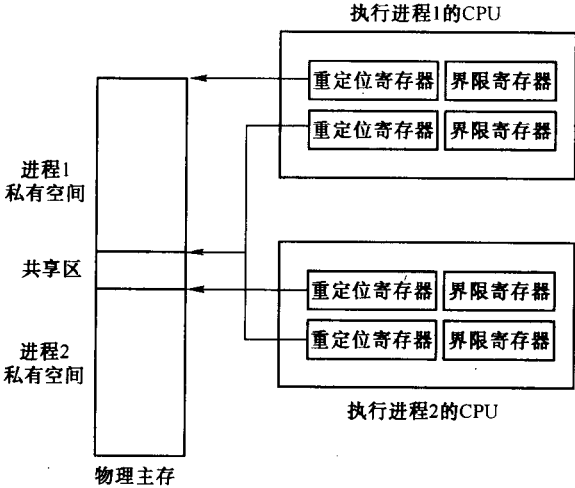 执行进程1的CPU
重定位寄存器 界限寄存器
重定位寄存器 界限寄存器
进程1
私有空间
共享区
重定位寄存器 界限寄存器
重定位寄存器 界限寄存器
进程2
私有空间
执行进程2的CPU
物理主存